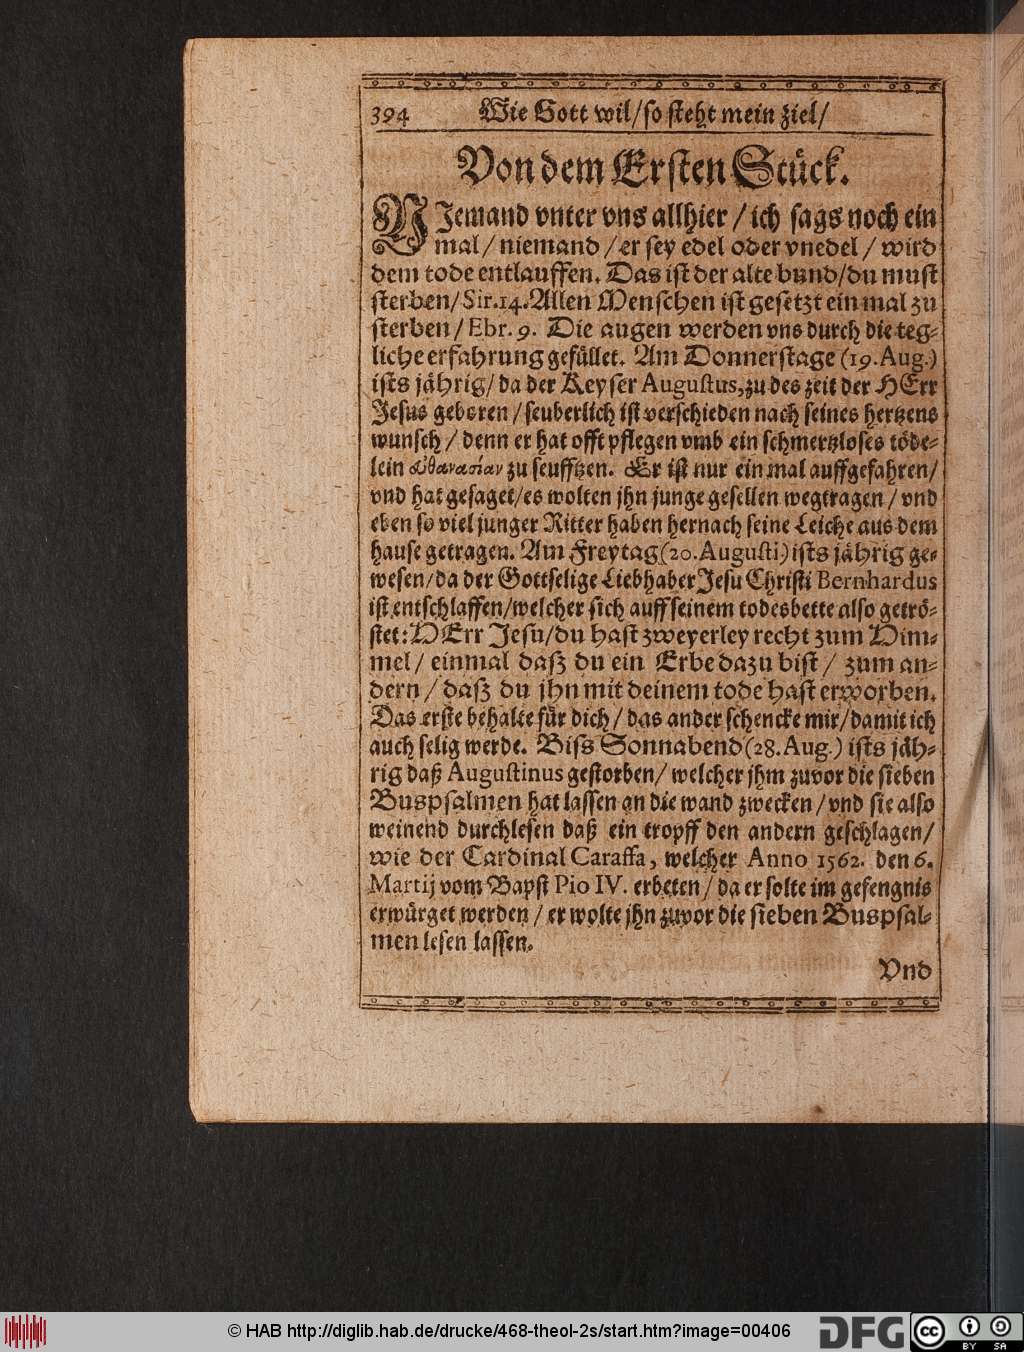 394 Wie Gott wil/so steht mein ziel/
Von dem Ersten Stück.
NJemand vnter vns allhier / ich sags noch ein
mal / niemand / er sey edel oder vnedel / wird
dem tode entlauffen. Das ist der alte bund/du must
sterben/Sir.14. Allen Menschen ist gesetzt ein mal zu
sterben / Ebr. 9. Die augen werden vns durch die teg-
liche erfahrung gefüllet. Am Donnerstage (19.Aug.)
ists jährig/ da der Keyser Augustus, zu des zeit der HErr
Jesus geboren / seuberlich ist verschieden nach seines hertzens
wunsch / denn er hat offt pflegen vmb ein schmertzloses töde-
lein ἐυθανασίαν zu seufftzen. Er ist nur ein mal auffgefahren/
vnd hat gesaget/es wolten jhn junge gesellen wegtragen / vnd
eben so viel junger Ritter haben hernach seine Leiche aus dem
hause getragen. Am Freytag (20.Augusti) ists jährig ge-
wesen/da der Gottselige Liebhaber Jesu Christi Bernhardus
ist entschlaffen/welcher sich auff seinem todesbette also getrö-
stet: HErr Jesu/du hast zweyerley recht zum Him-
mel / einmal daß du ein Erbe dazu bist / zum an-
dern / daß du jhn mit deinem tode hast erworben.
Das erste behalte für dich / das ander schencke mir/damit ich
auch selig werde. Biss Sonnabend (28.Aug.) ists jäh-
rig daß Augustinus gestorben/ welcher jhm zuvor die sieben
Buspsalmen hat lassen an die wand zwecken / vnd sie also
weinend durchlesen daß ein tropff den andern geschlagen/
wie der Cardinal Caraffa, welcher Anno 1562. den 6.
Martij vom Bapst Pio IV. erbeten / da er solte im gefengnis
erwürget werden / er wolte jhn zuvor die sieben Buspsal-
men lesen lassen.
Vnd
© HAB http://diglib.hab.de/drucke/468-theol-2s/start.htm?image=00406
DFG
cc BY SA